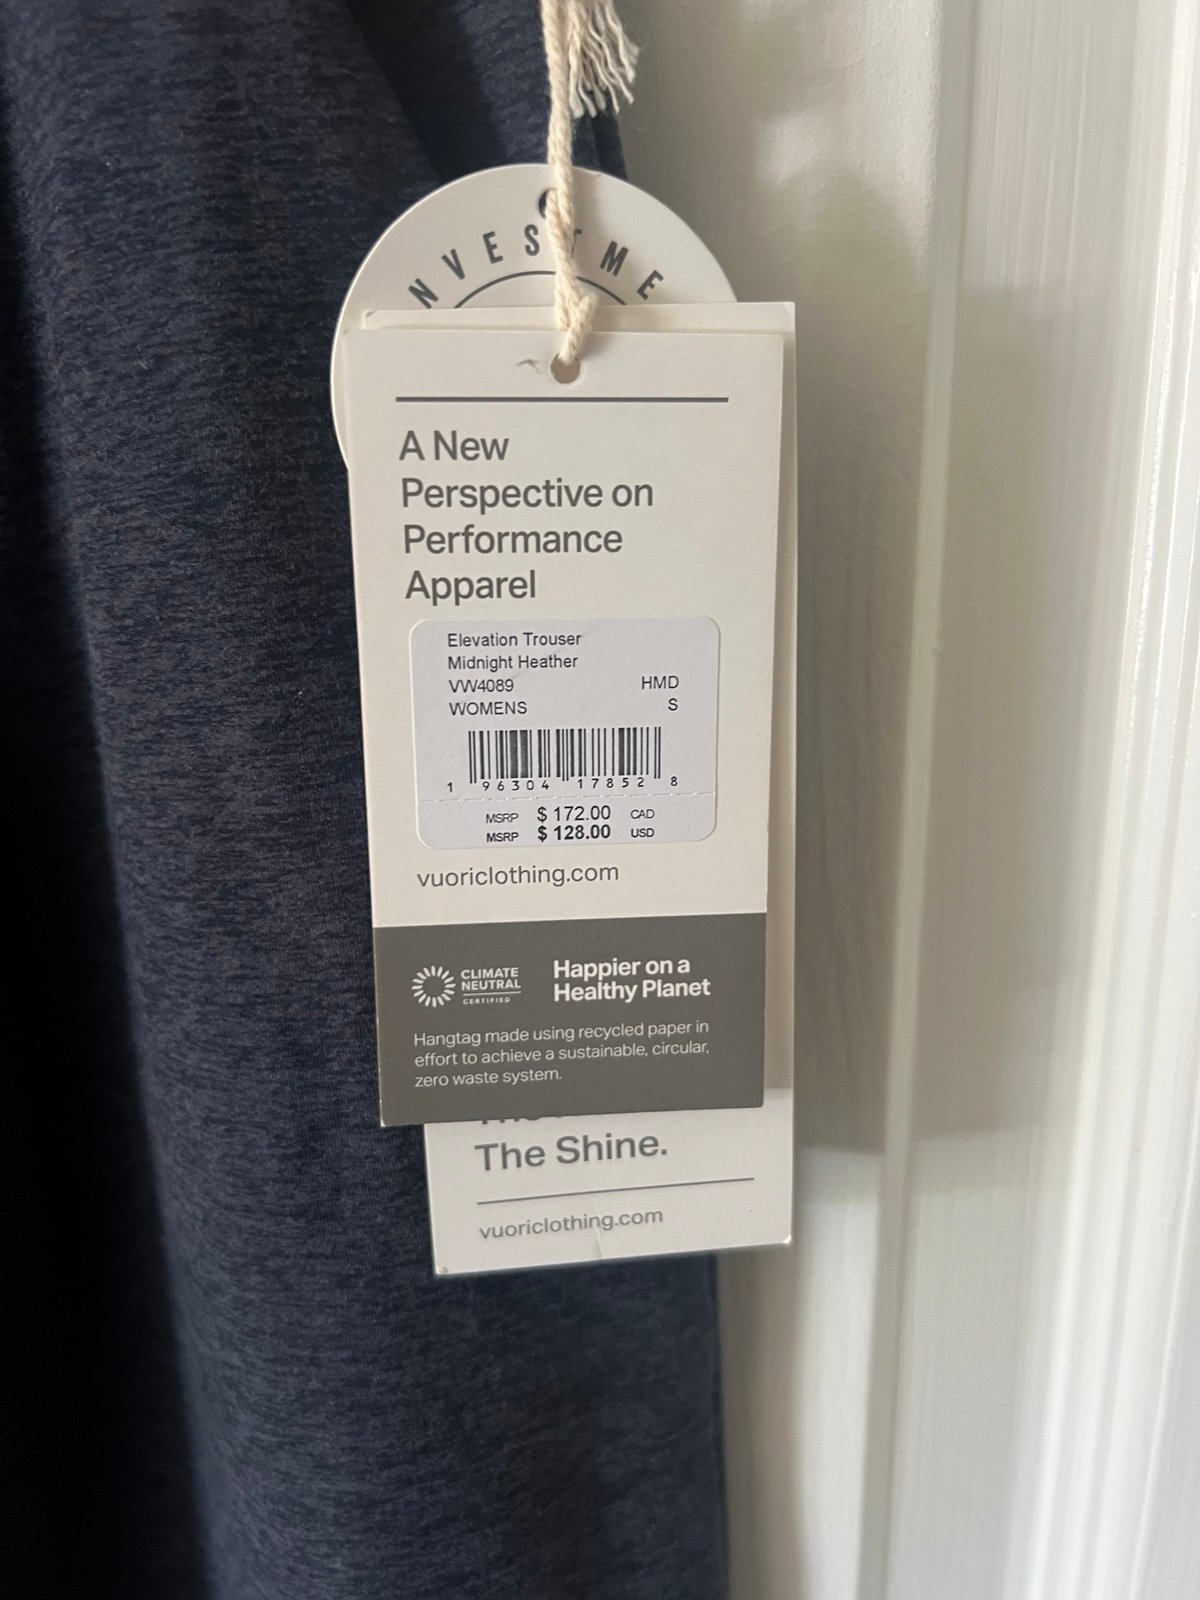 NVESTME
A New
Perspective on
Performance
Apparel
Elevation Trouser
Midnight Heather
VW4089 HMD
WOMENS S
1 96304 17852 8
MSRP $ 172.00 CAD
MSRP $ 128.00 USD
vuoriclothing.com
CLIMATE
NEUTRAL
CERTIFIED
Happier on a
Healthy Planet
Hangtag made using recycled paper in
effort to achieve a sustainable, circular,
zero waste system.
The Shine.
vuoriclothing.com